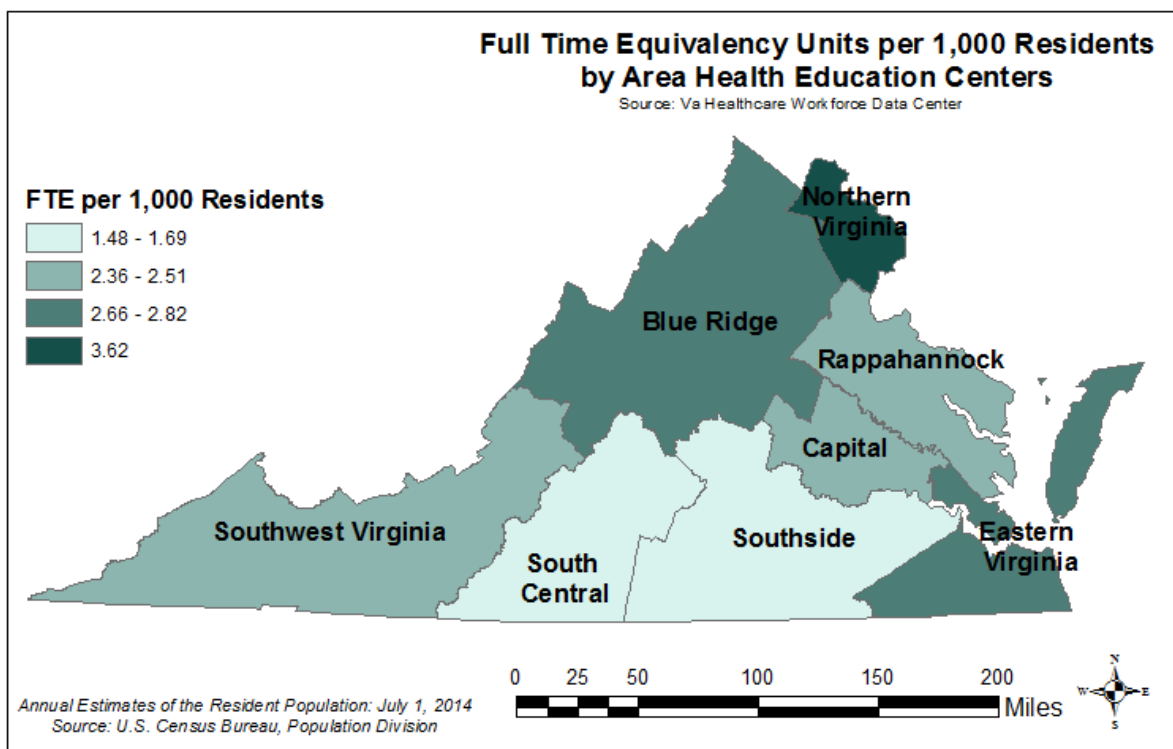 Full Time Equivalency Units per 1,000 Residents
by Area Health Education Centers
Source: Va Healthcare Workforce Data Center
FTE per 1,000 Residents
1.48 - 1.69
2.36 - 2.51
2.66 - 2.82
3.62
Northern
Virginia
Blue Ridge
Rappahannock
Capital
Southwest Virginia
South
Central
Southside
Eastern
Virginia
0 25 50 100 150 200
Miles
N
W E
S
Annual Estimates of the Resident Population: July 1, 2014
Source: U.S. Census Bureau, Population Division